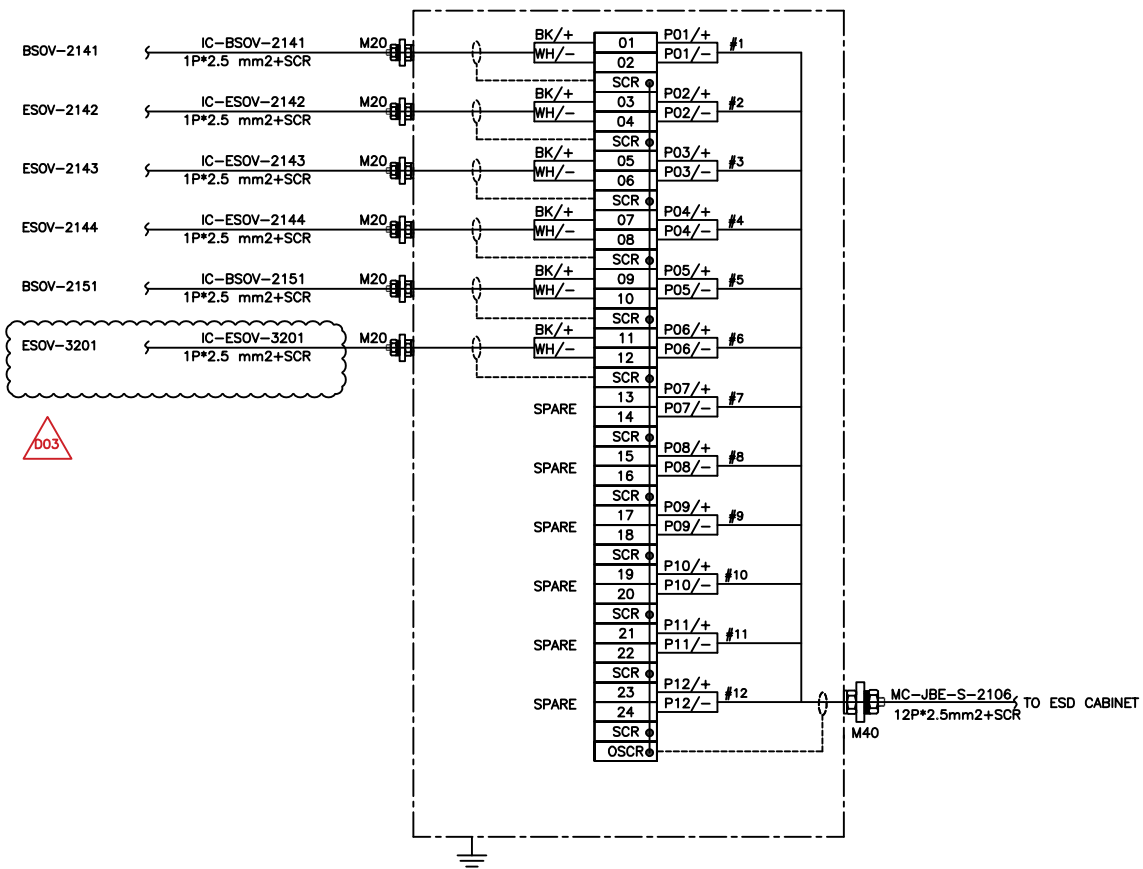 BSOV-2141 IC-BSOV-2141 M20 BK/+ 01 P01/+ #1
1P*2.5 mm2+SCR WH/- 02 P01/-
SCR
ESOV-2142 IC-ESOV-2142 M20 BK/+ 03 P02/+ #2
1P*2.5 mm2+SCR WH/- 04 P02/-
SCR
ESOV-2143 IC-ESOV-2143 M20 BK/+ 05 P03/+ #3
1P*2.5 mm2+SCR WH/- 06 P03/-
SCR
ESOV-2144 IC-ESOV-2144 M20 BK/+ 07 P04/+ #4
1P*2.5 mm2+SCR WH/- 08 P04/-
SCR
BSOV-2151 IC-BSOV-2151 M20 BK/+ 09 P05/+ #5
1P*2.5 mm2+SCR WH/- 10 P05/-
SCR
ESOV-3201 IC-ESOV-3201 M20 BK/+ 11 P06/+ #6
1P*2.5 mm2+SCR WH/- 12 P06/-
SCR
D03
SPARE 13 P07/+ #7
14 P07/-
SCR
SPARE 15 P08/+ #8
16 P08/-
SCR
SPARE 17 P09/+ #9
18 P09/-
SCR
SPARE 19 P10/+ #10
20 P10/-
SCR
SPARE 21 P11/+ #11
22 P11/-
SCR
SPARE 23 P12/+ #12
24 P12/-
SCR
OSCR
MC-JBE-S-2106 TO ESD CABINET
12P*2.5mm2+SCR
M40